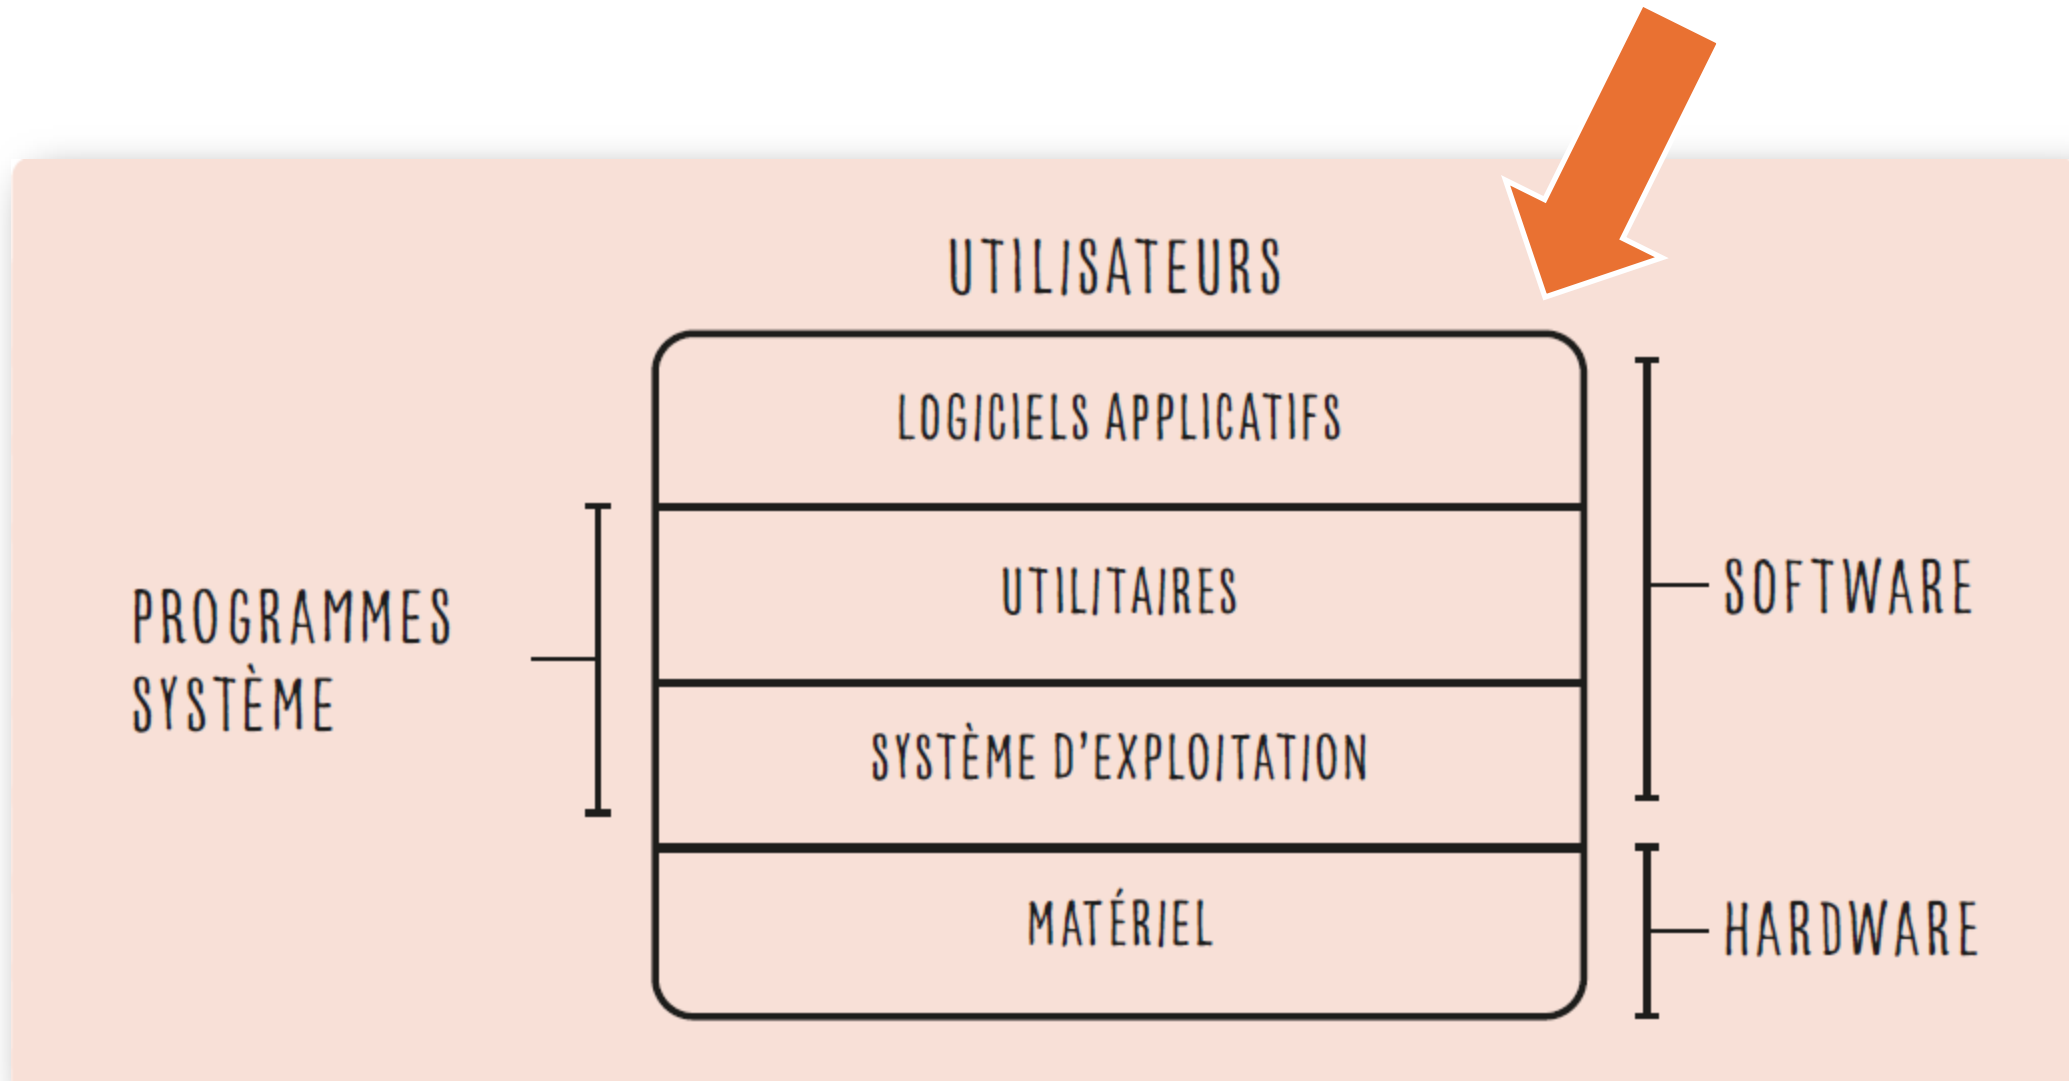 UTILISATEURS
LOGICIELS APPLICATIFS
UTILITAIRES
SYSTÈME D'EXPLOITATION
MATÉRIEL
PROGRAMMES
SYSTÈME
SOFTWARE
HARDWARE